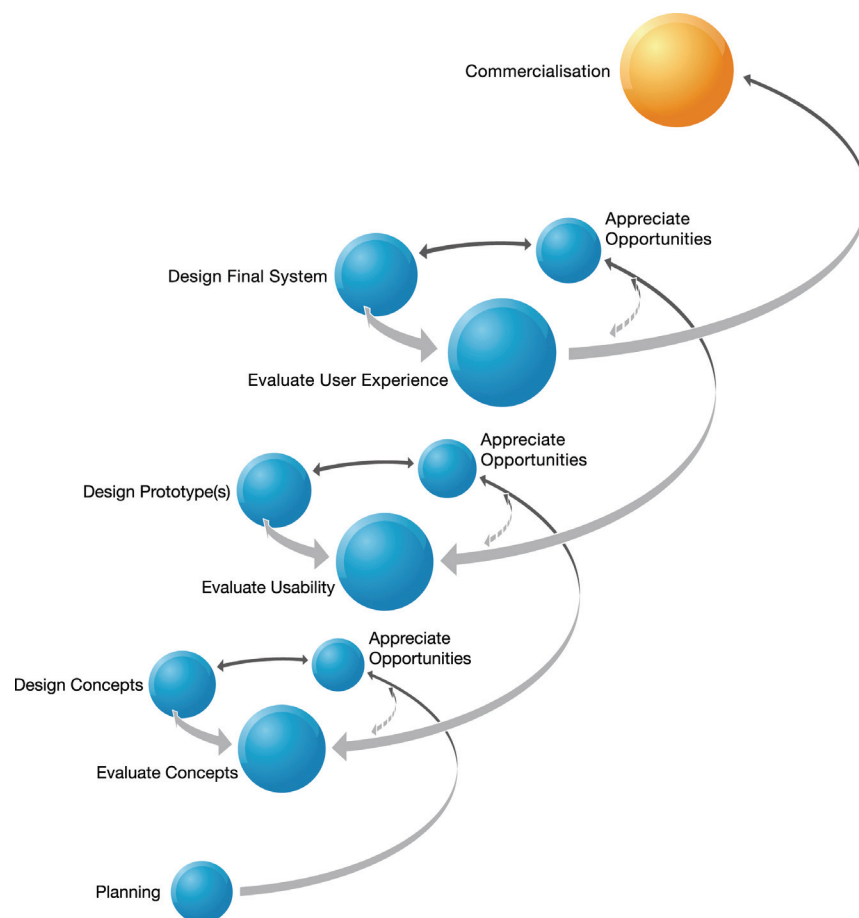 Commercialisation
Appreciate
Opportunities
Design Final System
Evaluate User Experience
Appreciate
Opportunities
Design Prototype(s)
Evaluate Usability
Appreciate
Opportunities
Design Concepts
Evaluate Concepts
Planning